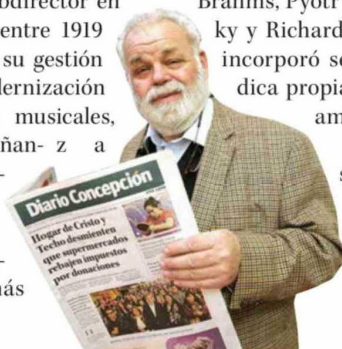 odirector en
entre 1919
su gestión
dernización
musicales,
ñan- z a
más
Brahms, Pyotr
ky y Richard
incorporó se
dica propia
am
s
Diario Concepción
Hogar de Cristo y
Techo desmienten
que supermercados
rebajen impuestos
por donaciones